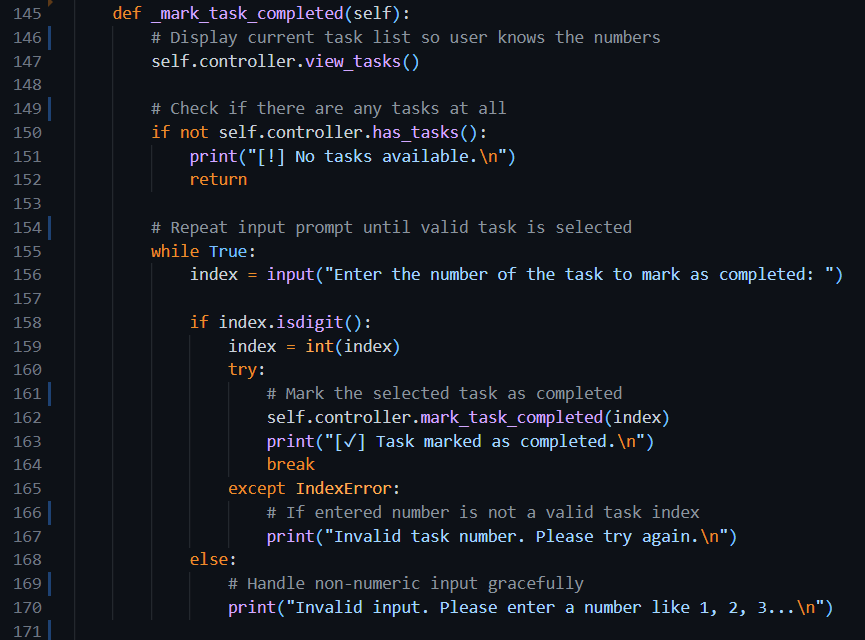 145 def _mark_task_completed(self):
146 # Display current task list so user knows the numbers
147 self.controller.view_tasks()
148
149 # Check if there are any tasks at all
150 if not self.controller.has_tasks():
151 print("[!] No tasks available.\n")
152 return
153
154 # Repeat input prompt until valid task is selected
155 while True:
156 index = input("Enter the number of the task to mark as completed: ")
157
158 if index.isdigit():
159 index = int(index)
160 try:
161 # Mark the selected task as completed
162 self.controller.mark_task_completed(index)
163 print("[✓] Task marked as completed.\n")
164 break
165 except IndexError:
166 # If entered number is not a valid task index
167 print("Invalid task number. Please try again.\n")
168 else:
169 # Handle non-numeric input gracefully
170 print("Invalid input. Please enter a number like 1, 2, 3...\n")
171